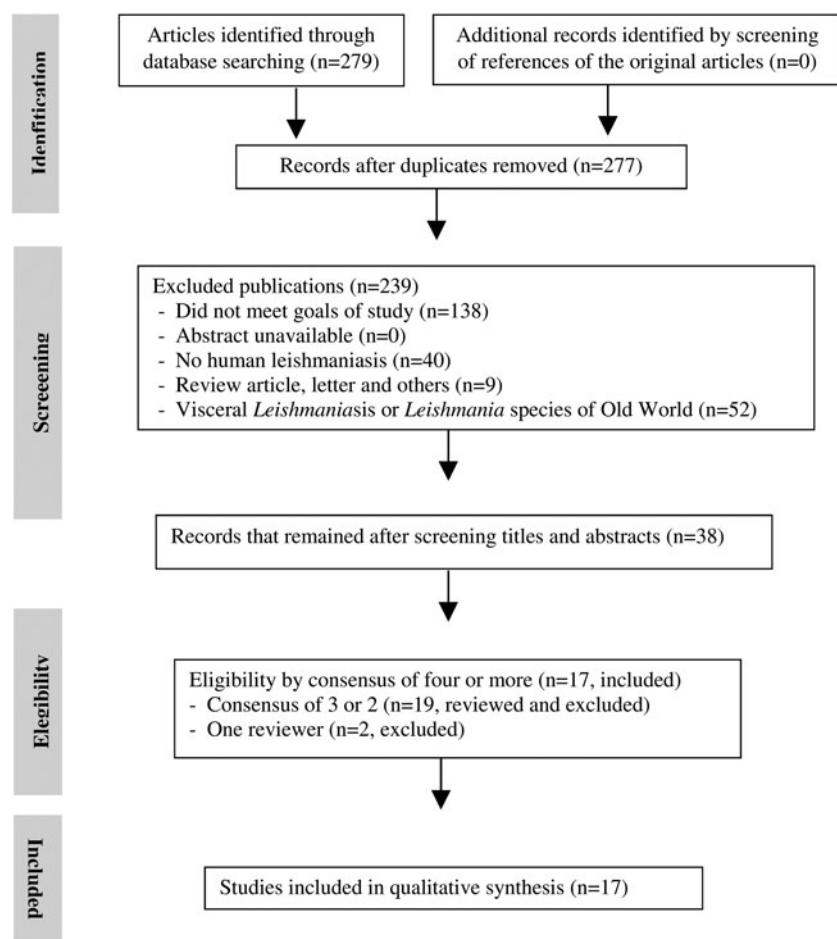 Idenfitication
Articles identified through
database searching (n=279)
Additional records identified by screening
of references of the original articles (n=0)
Records after duplicates removed (n=277)
Screeening
Excluded publications (n=239)
- Did not meet goals of study (n=138)
- Abstract unavailable (n=0)
- No human leishmaniasis (n=40)
- Review article, letter and others (n=9)
- Visceral Leishmaniasis or Leishmania species of Old World (n=52)
Records that remained after screening titles and abstracts (n=38)
Elegibility
Eligibility by consensus of four or more (n=17, included)
- Consensus of 3 or 2 (n=19, reviewed and excluded)
- One reviewer (n=2, excluded)
Included
Studies included in qualitative synthesis (n=17)